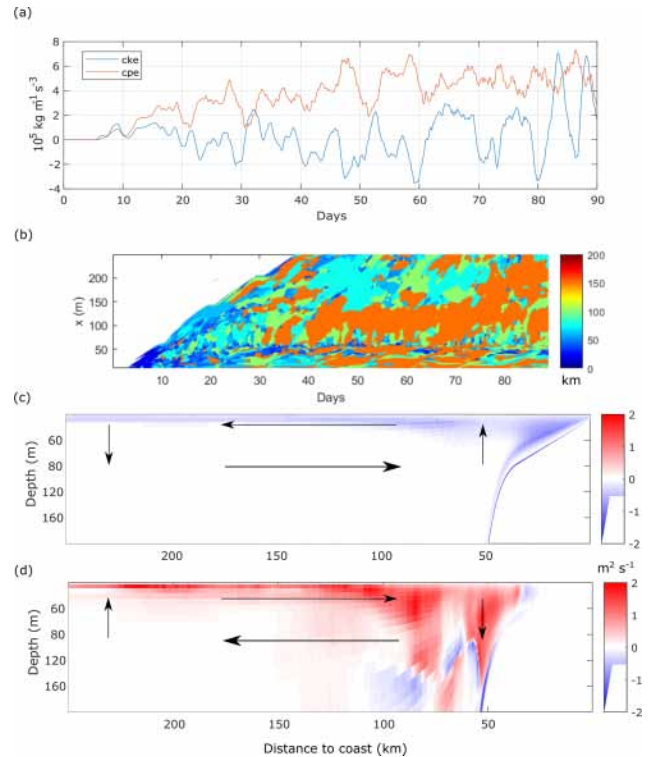 (a)
8
6
4
2
0
-2
-4
10⁵ kg m¹ s⁻³
cke
cpe
0 10 20 30 40 50 60 70 80 90
Days
(b)
200
150
100
50
x (m)
10 20 30 40 50 60 70 80
Days
200
150
100
50
0
km
(c)
60
80
120
160
Depth (m)
200 150 100 50
2
1
0
-1
-2
m² s⁻¹
(d)
60
80
120
160
Depth (m)
200 150 100 50
Distance to coast (km)
2
1
0
-1
-2